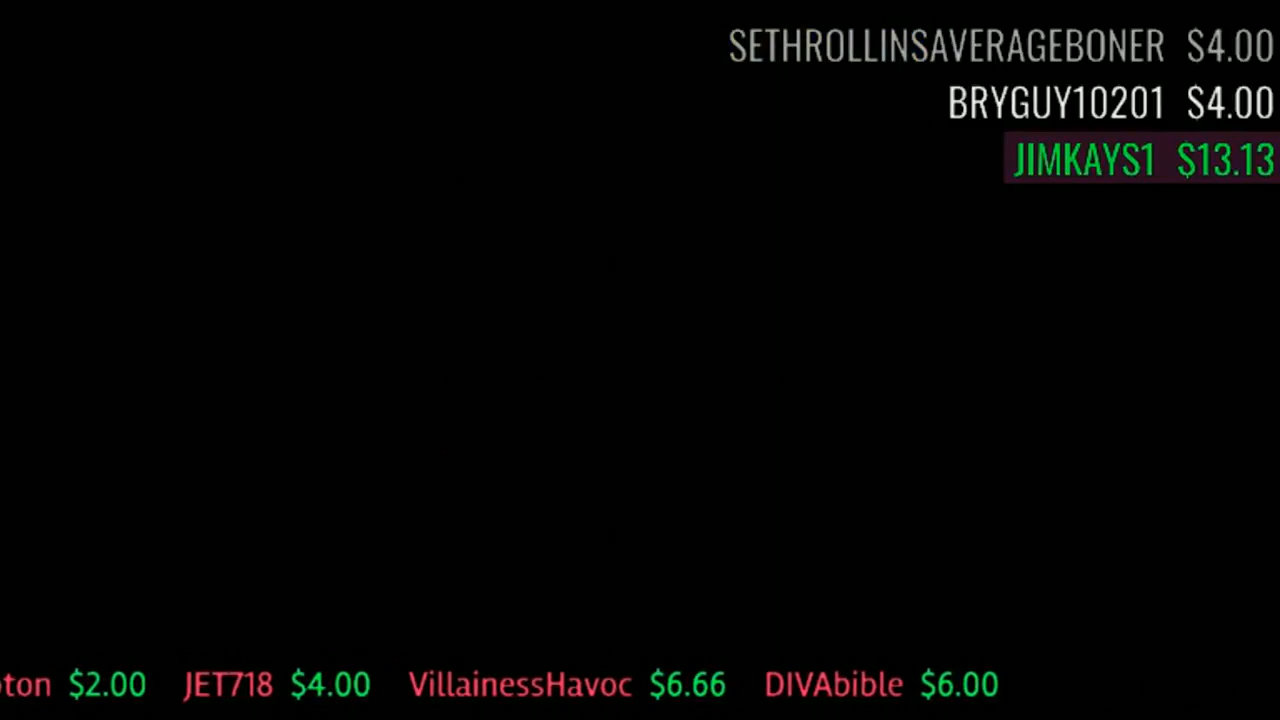 SETHROLLINSAVERAGEBONER $4.00
BRYGUY10201 $4.00
JIMKAYS1 $13.13
$2.00 JET718 $4.00 VillainessHavoc $6.66 DIVAbible $6.00